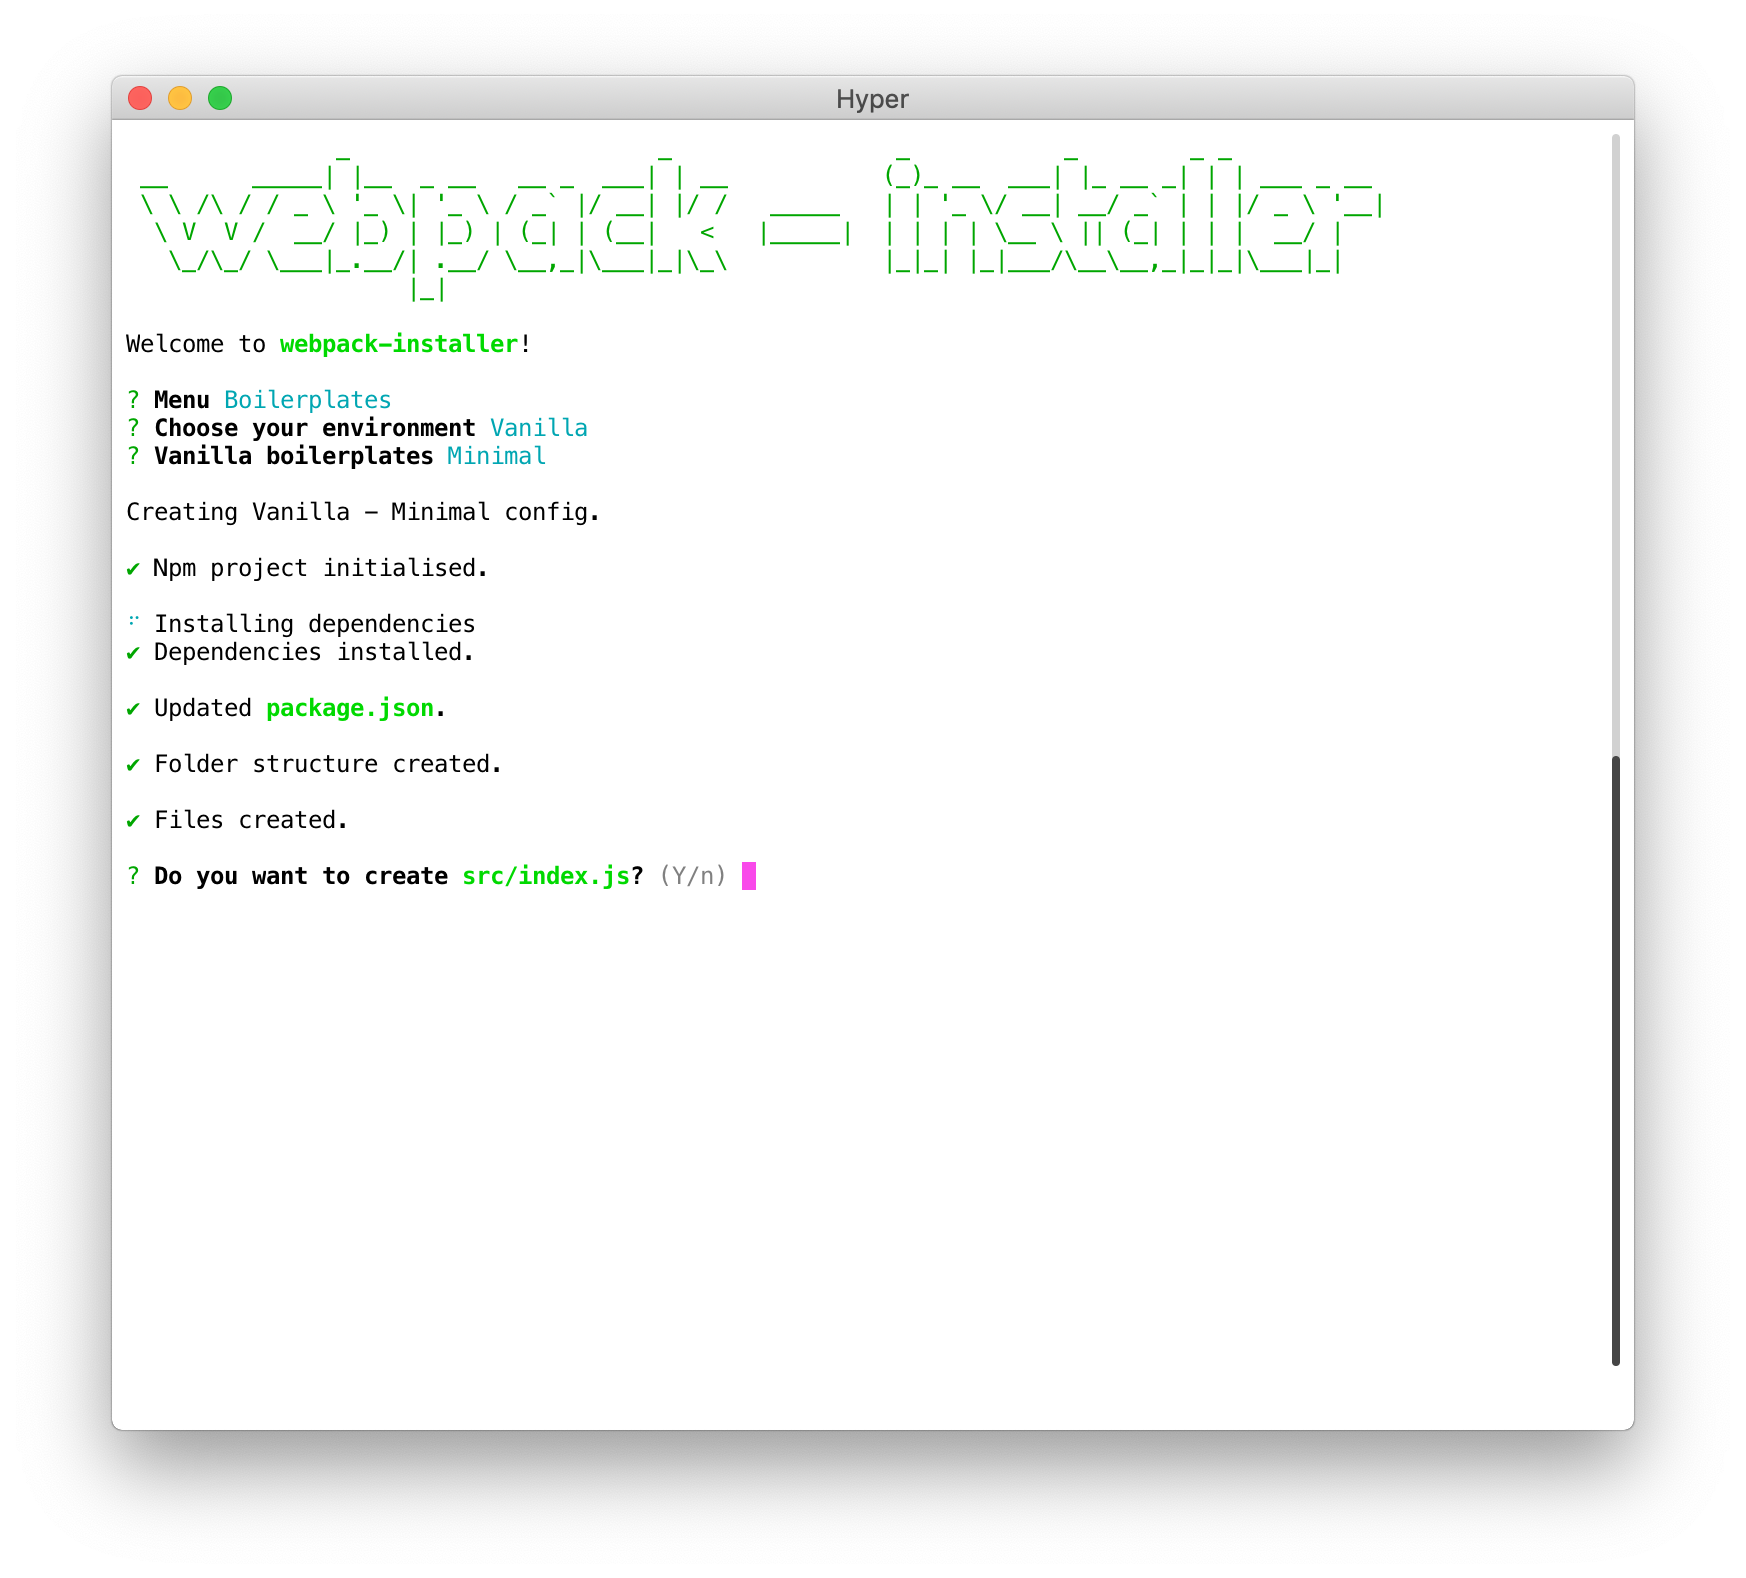 Hyper
webpack - installer
Welcome to webpack-installer!
? Menu Boilerplates
? Choose your environment Vanilla
? Vanilla boilerplates Minimal
Creating Vanilla - Minimal config.
✔ Npm project initialised.
⠋ Installing dependencies
✔ Dependencies installed.
✔ Updated package.json.
✔ Folder structure created.
✔ Files created.
? Do you want to create src/index.js? (Y/n)